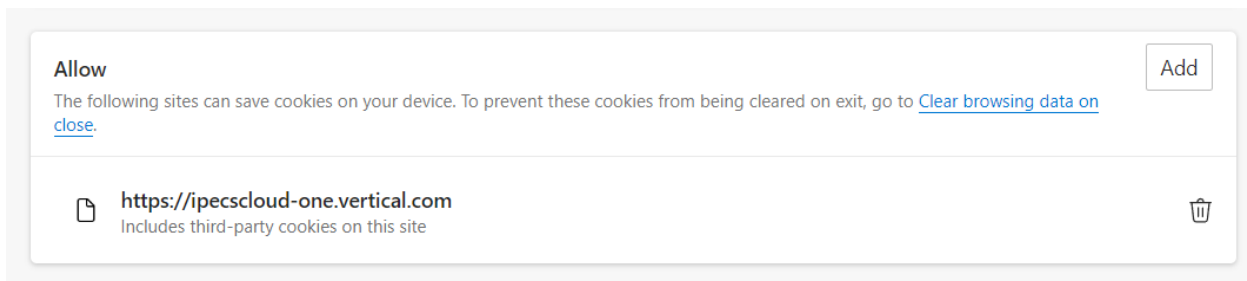 Allow
Add
The following sites can save cookies on your device. To prevent these cookies from being cleared on exit, go to Clear browsing data on
close.
https://ipecscloud-one.vertical.com
Includes third-party cookies on this site